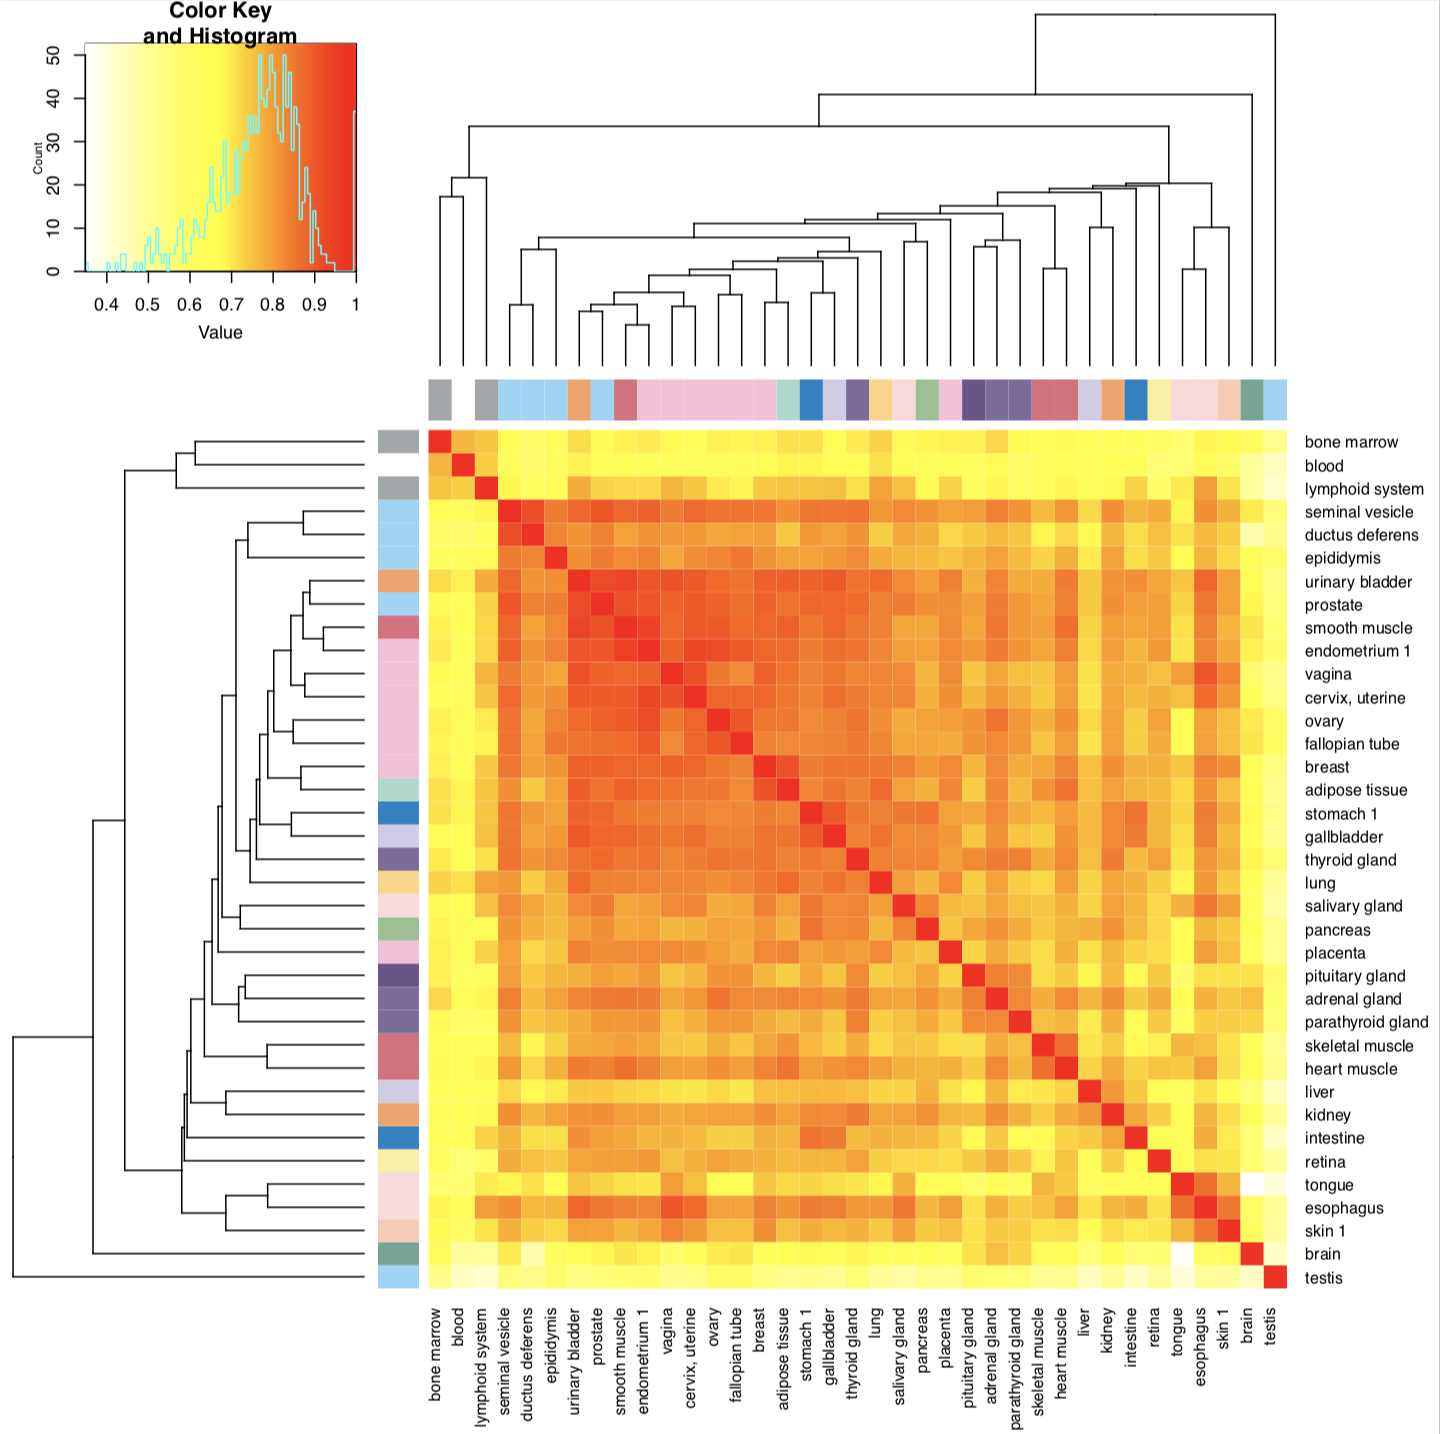 Color Key
and Histogram
Count
0
10
20
30
40
50
0.4 0.5 0.6 0.7 0.8 0.9 1
Value
bone marrow
blood
lymphoid system
seminal vesicle
ductus deferens
epididymis
urinary bladder
prostate
smooth muscle
endometrium 1
vagina
cervix, uterine
ovary
fallopian tube
breast
adipose tissue
stomach 1
gallbladder
thyroid gland
lung
salivary gland
pancreas
placenta
pituitary gland
adrenal gland
parathyroid gland
skeletal muscle
heart muscle
liver
kidney
intestine
retina
tongue
esophagus
skin 1
brain
testis
bone marrow
blood
lymphoid system
seminal vesicle
ductus deferens
epididymis
urinary bladder
prostate
smooth muscle
endometrium 1
vagina
cervix, uterine
ovary
fallopian tube
breast
adipose tissue
stomach 1
gallbladder
thyroid gland
lung
salivary gland
pancreas
placenta
pituitary gland
adrenal gland
parathyroid gland
skeletal muscle
heart muscle
liver
kidney
intestine
retina
tongue
esophagus
skin 1
brain
testis